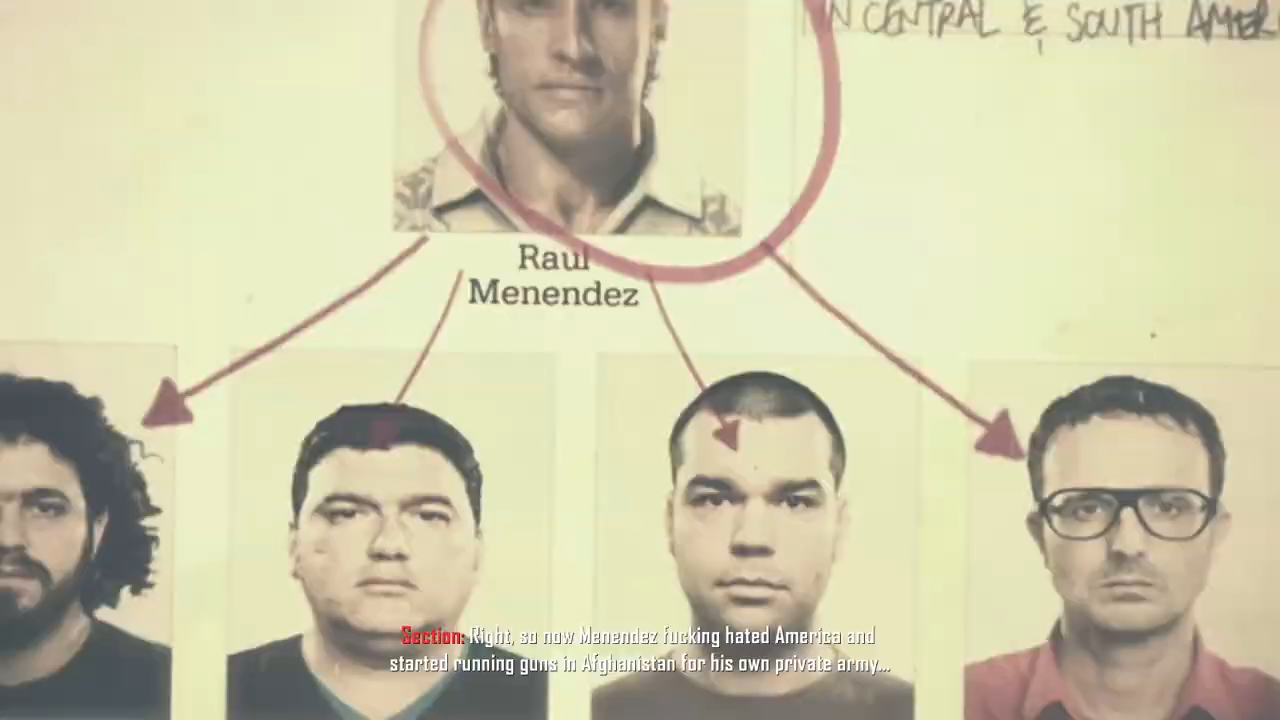 N CENTRAL & SOUTH AMER
Raul
Menendez
Section: Right, so now Menendez fucking hated America and
started running guns in Afghanistan for his own private army...